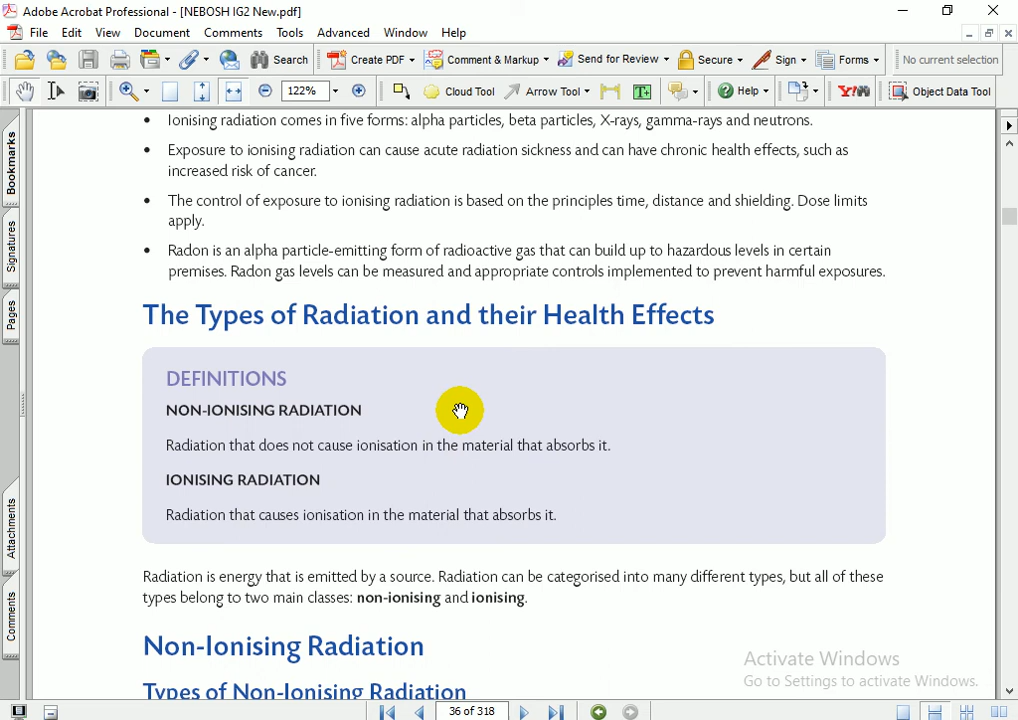 Adobe Acrobat Professional - [NEBOSH IG2 New.pdf]
File Edit View Document Comments Tools Advanced Window Help
Search Create PDF Comment & Markup Send for Review Secure Sign Forms No current selection
122% Cloud Tool Arrow Tool Help Y! Object Data Tool
Bookmarks
Signatures
Pages
Attachments
Comments
• Ionising radiation comes in five forms: alpha particles, beta particles, X-rays, gamma-rays and neutrons.
• Exposure to ionising radiation can cause acute radiation sickness and can have chronic health effects, such as
increased risk of cancer.
• The control of exposure to ionising radiation is based on the principles time, distance and shielding. Dose limits
apply.
• Radon is an alpha particle-emitting form of radioactive gas that can build up to hazardous levels in certain
premises. Radon gas levels can be measured and appropriate controls implemented to prevent harmful exposures.
The Types of Radiation and their Health Effects
DEFINITIONS
NON-IONISING RADIATION
Radiation that does not cause ionisation in the material that absorbs it.
IONISING RADIATION
Radiation that causes ionisation in the material that absorbs it.
Radiation is energy that is emitted by a source. Radiation can be categorised into many different types, but all of these
types belong to two main classes: non-ionising and ionising.
Non-Ionising Radiation
Types of Non-Ionising Radiation
Activate Windows
Go to Settings to activate Windows.
36 of 318